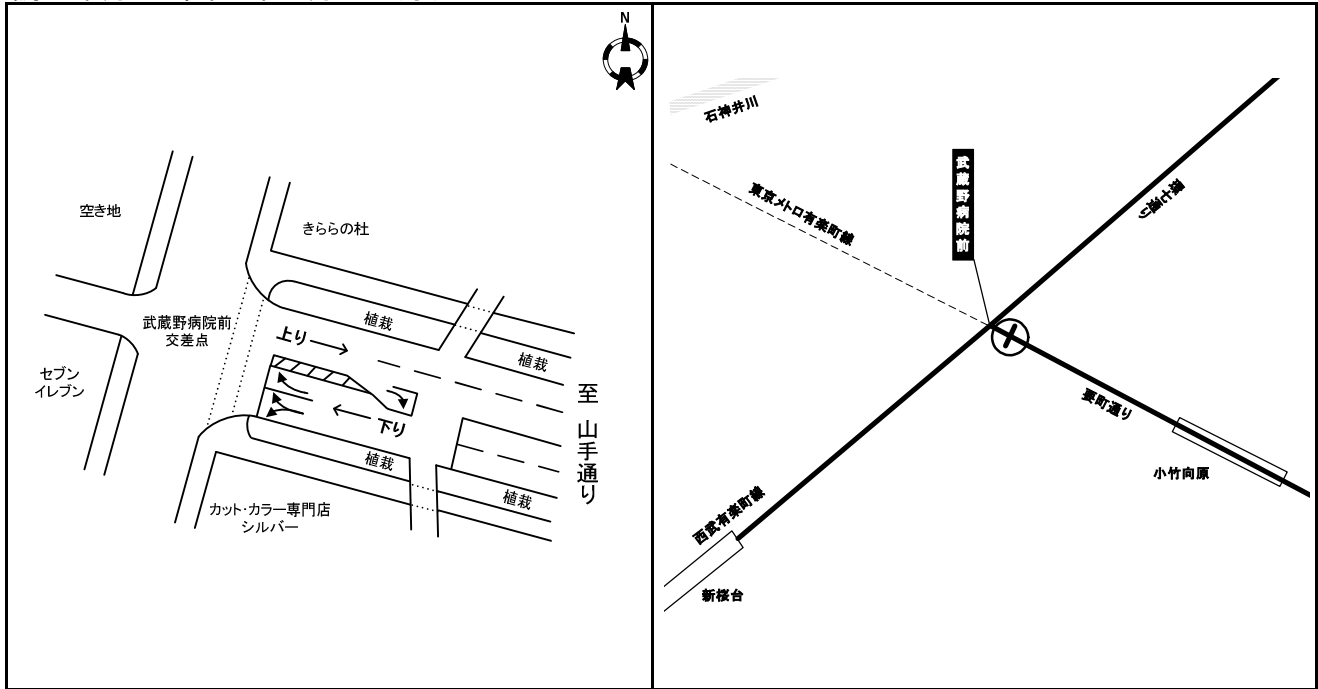 N
空き地
きららの杜
武蔵野病院前
交差点
上り
植栽
植栽
セブン
イレブン
下り
植栽
植栽
至 山手通り
カット・カラー専門店
シルバー
石神井川
東京メトロ有楽町線
武蔵野病院前
環七通り
要町通り
小竹向原
西武有楽町線
新桜台